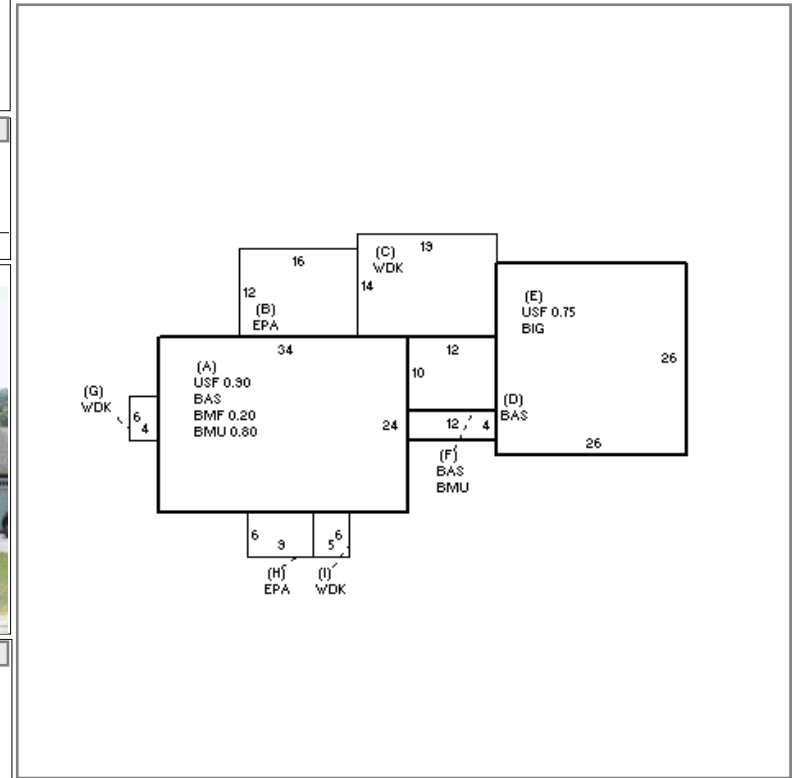 19
(C)
WDK
14
16
12
(B)
EPA
(E)
USF 0.75
BIG
26
26
34
(A)
USF 0.90
BAS
BMF 0.20
BMU 0.80
24
12
10
(D)
BAS
12
4
(F)
BAS
BMU
(G)
WDK
6
4
6
9
6
5
(H)
EPA
(I)
WDK